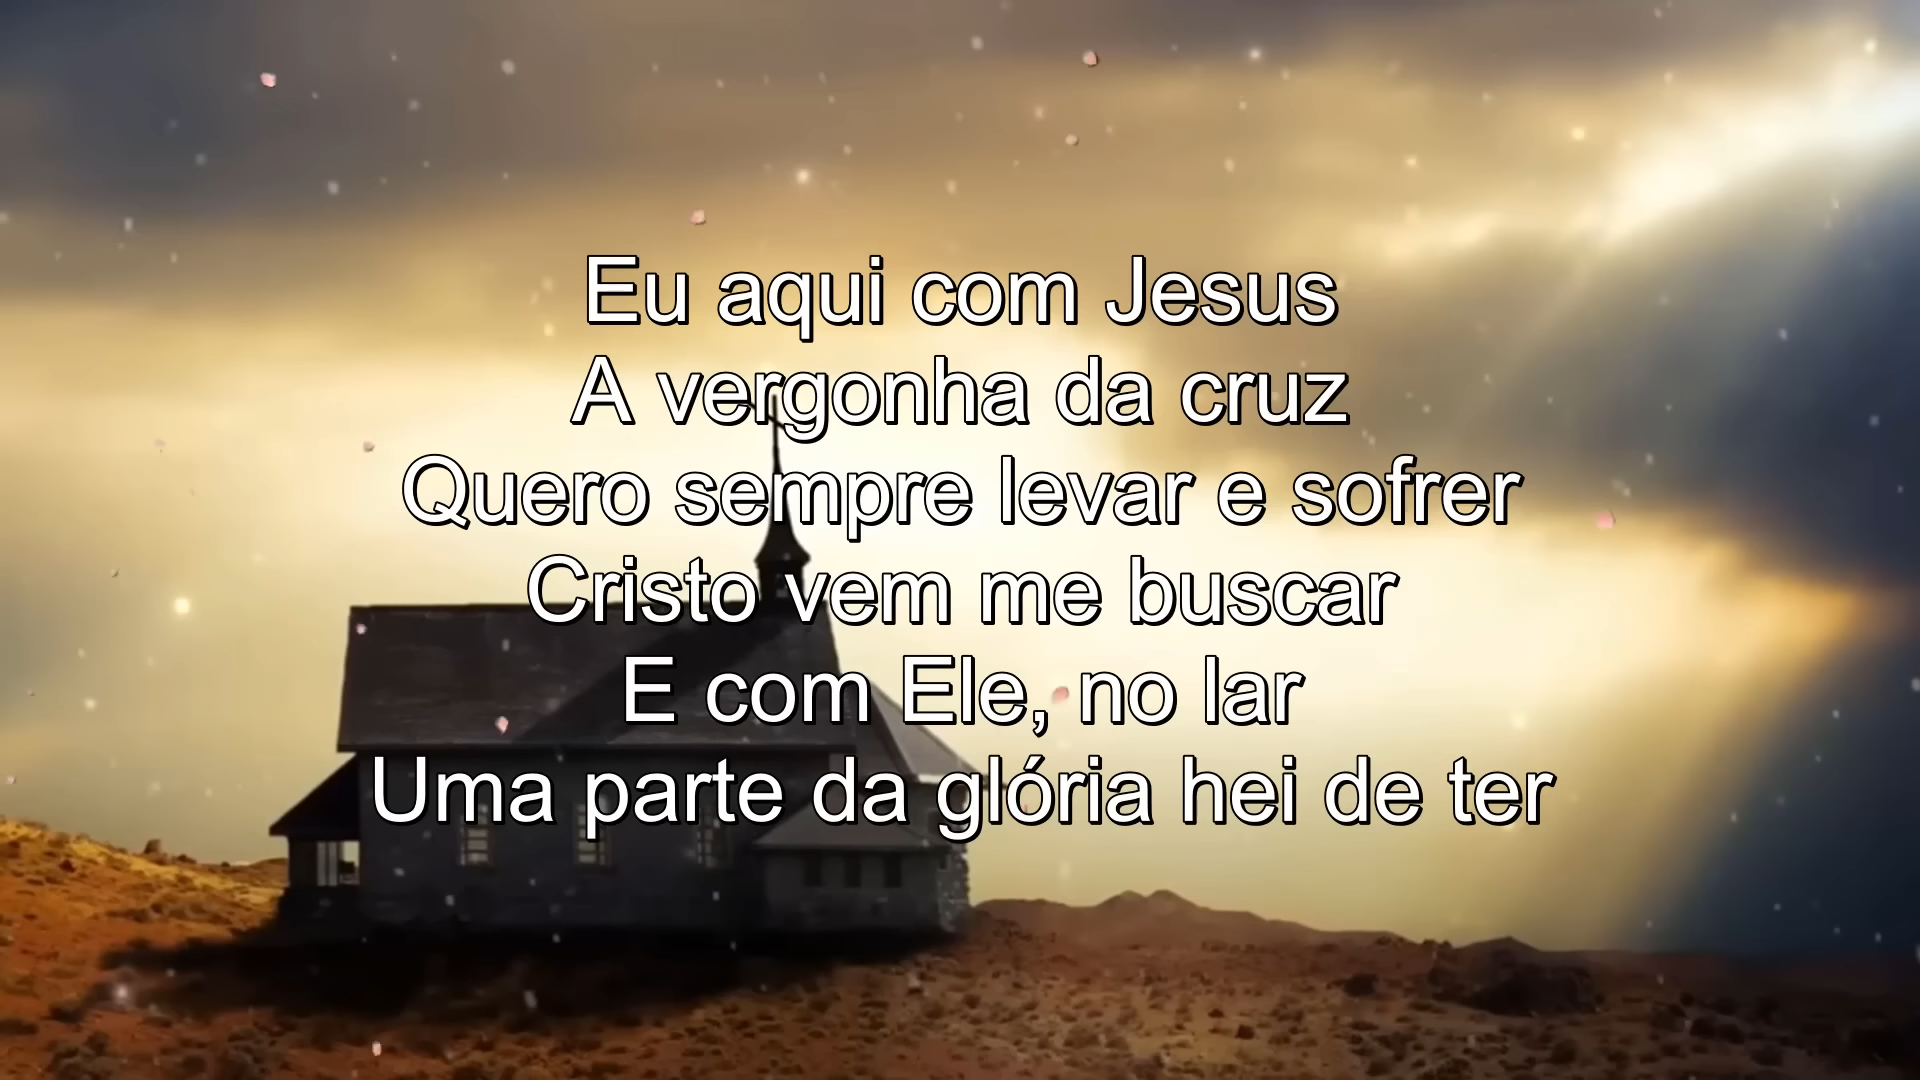 Eu aqui com Jesus
A vergonha da cruz
Quero sempre levar e sofrer
Cristo vem me buscar
E com Ele, no lar
Uma parte da glória hei de ter